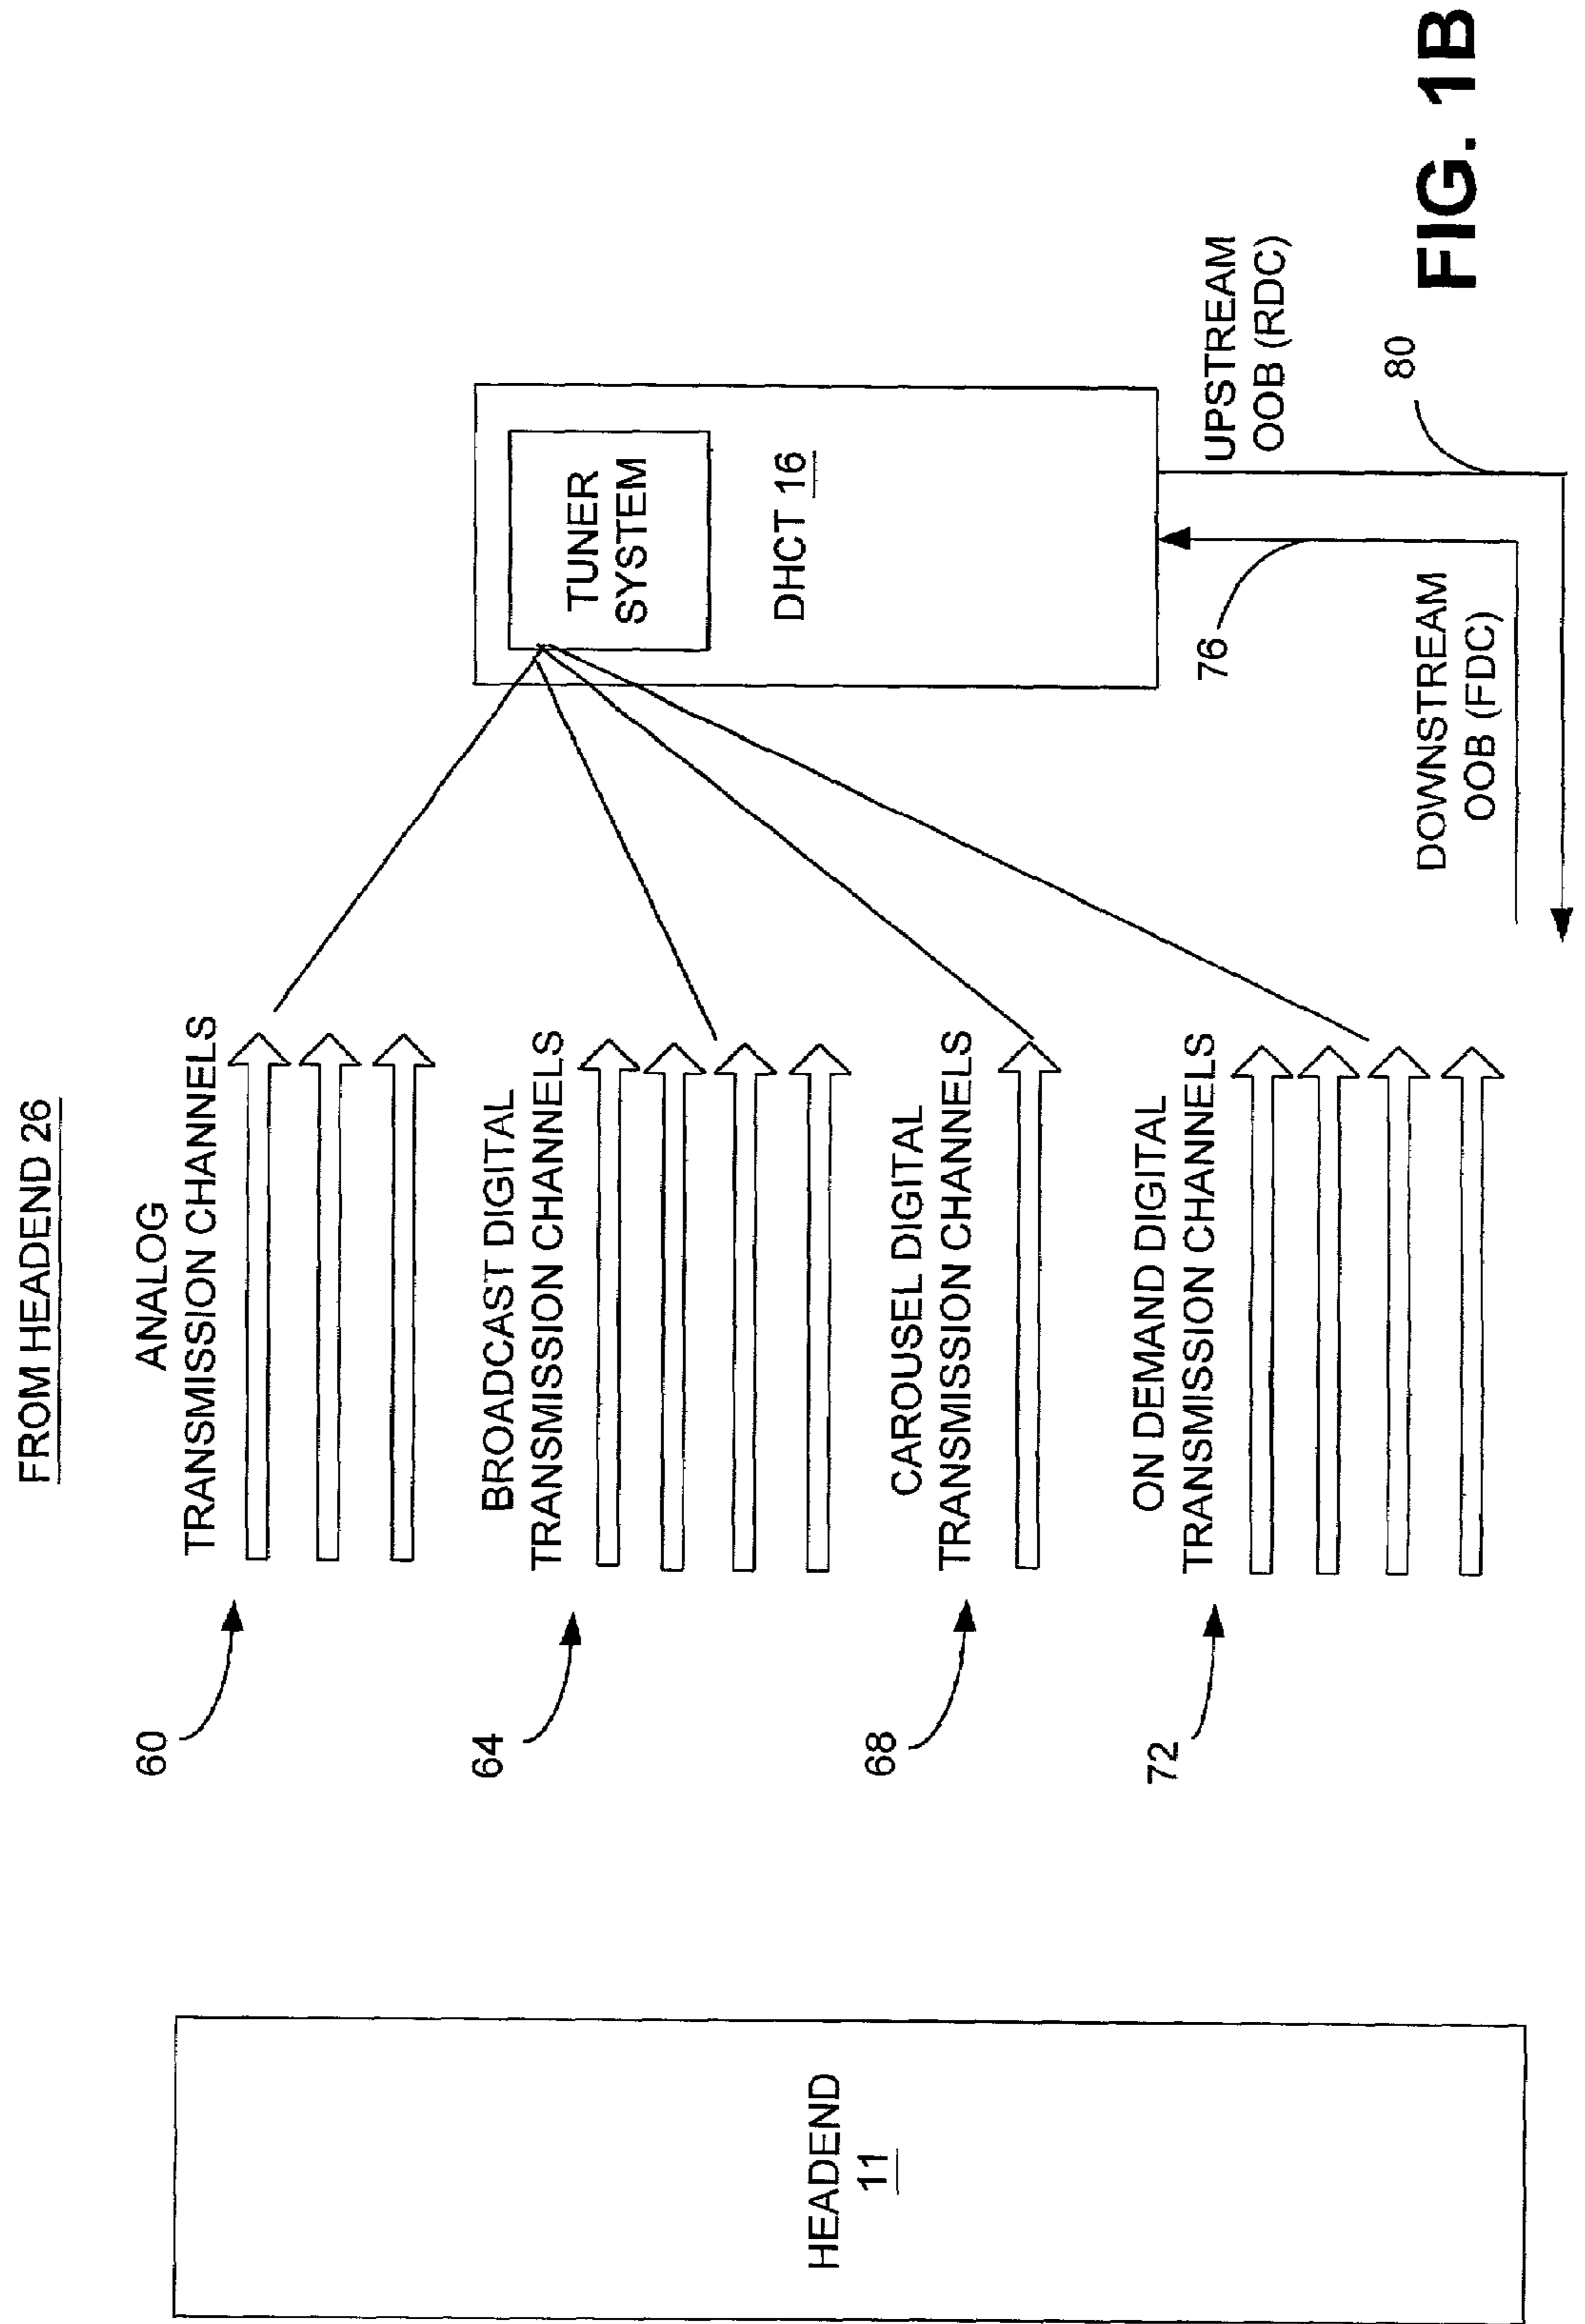 FROM HEADEND 26
60
ANALOG
TRANSMISSION CHANNELS
64
BROADCAST DIGITAL
TRANSMISSION CHANNELS
68
CAROUSEL DIGITAL
TRANSMISSION CHANNELS
72
ON DEMAND DIGITAL
TRANSMISSION CHANNELS
HEADEND
11
TUNER
SYSTEM
DHCT 16
76
DOWNSTREAM
OOB (FDC)
UPSTREAM
OOB (RDC)
80
FIG. 1B